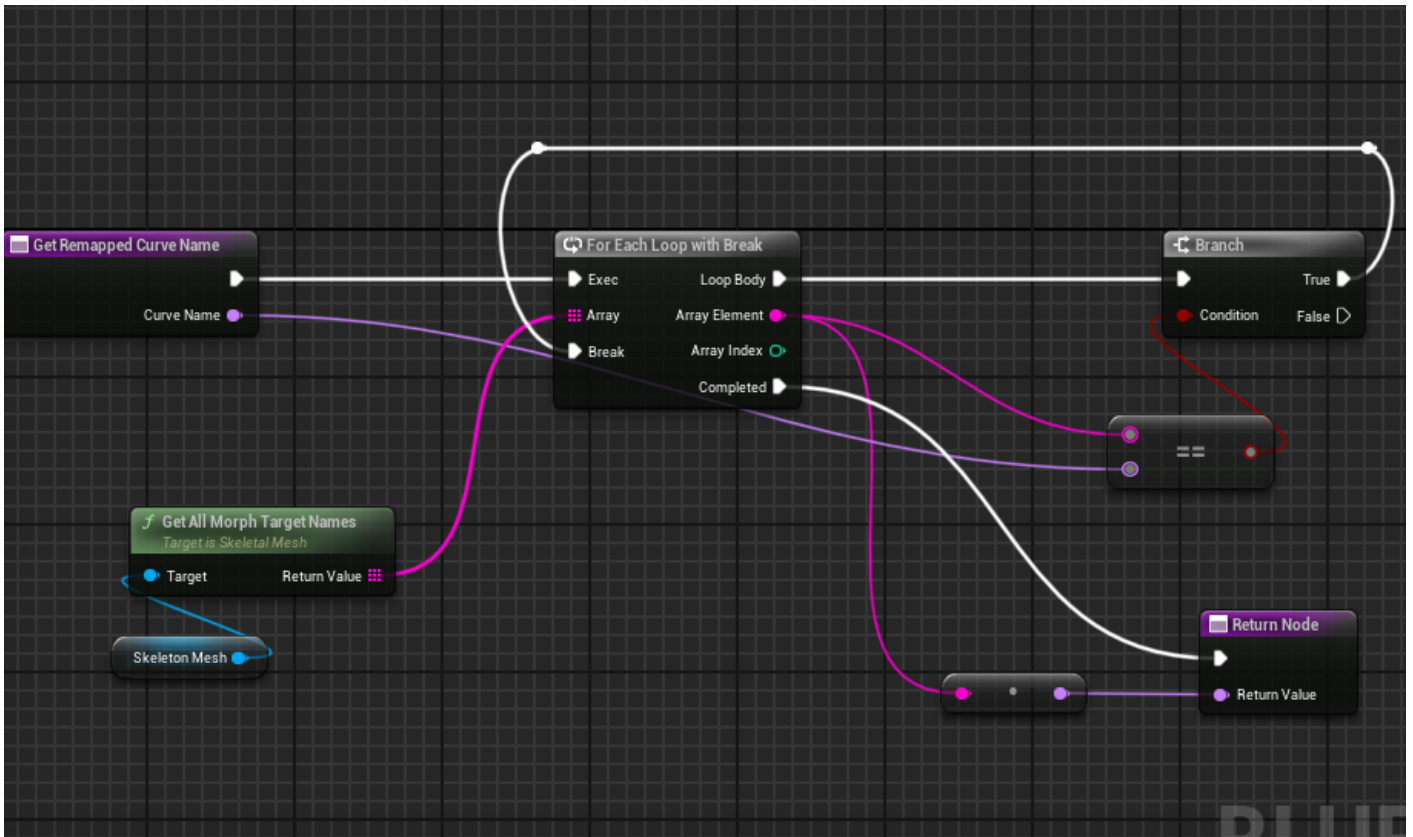 Get Remapped Curve Name
Curve Name
For Each Loop with Break
Exec
Loop Body
Array
Array Element
Break
Array Index
Completed
Branch
True
Condition
False
==
f Get All Morph Target Names
Target is Skeletal Mesh
Target
Return Value
Skeleton Mesh
Return Node
Return Value